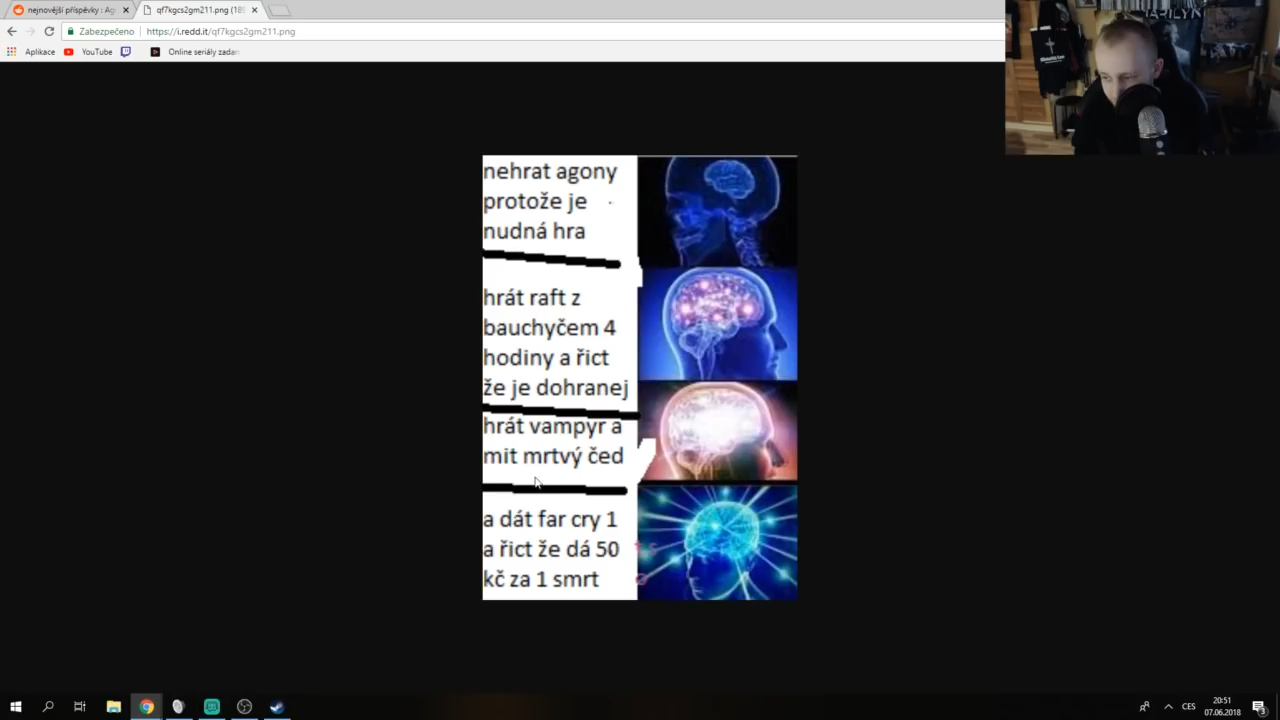 nejnovější příspěvky : Ag
qf7kgcs2gm211.png (189
Zabezpečeno
https://i.redd.it/qf7kgcs2gm211.png
Aplikace
YouTube
Online seriály zadar
nehrat agony
protože je
nudná hra
hrát raft z
bauchyčem 4
hodiny a řict
že je dohranej
hrát vampyr a
mit mrtvý čed
a dát far cry 1
a řict že dá 50
kč za 1 smrt
CES
20:51
07.06.2018